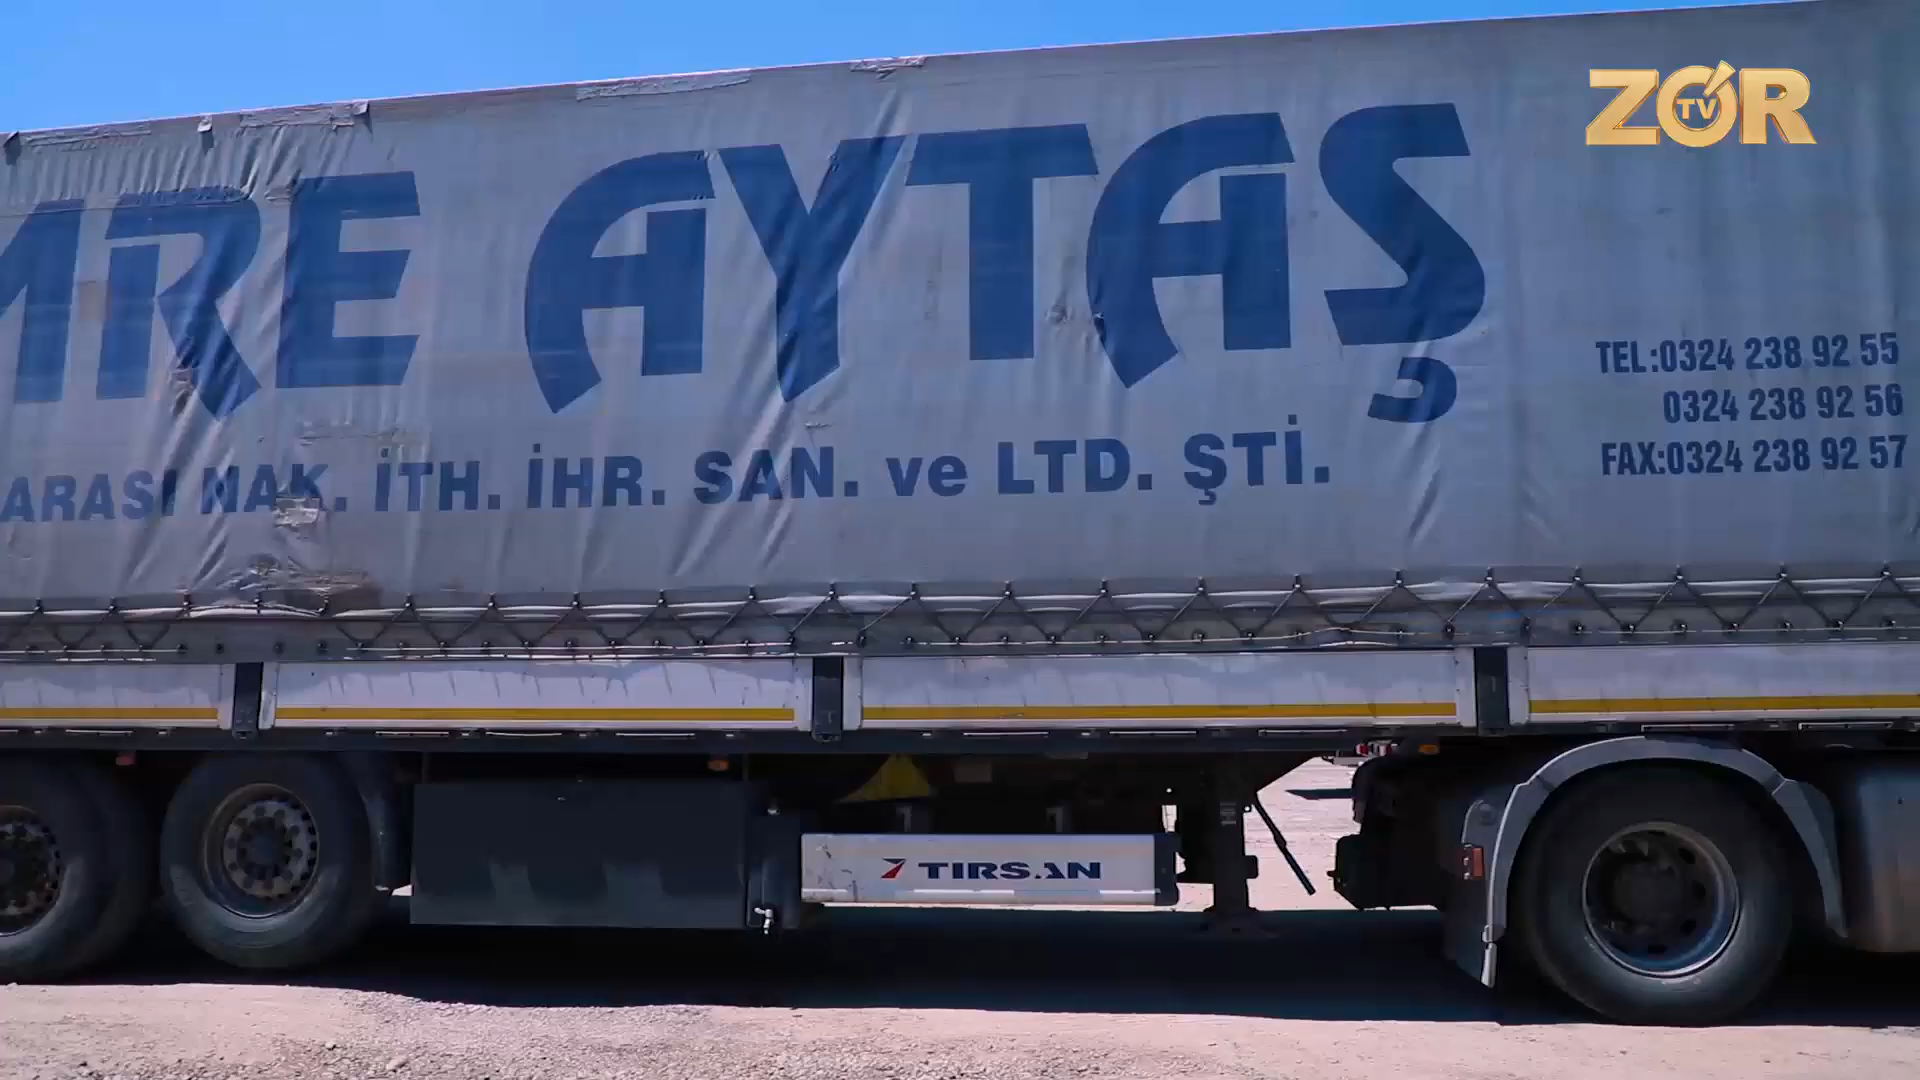 MRE AYTAŞ
ARASI NAK. İTH. İHR. SAN. ve LTD. ŞTİ.
TEL:0324 238 92 55
0324 238 92 56
FAX:0324 238 92 57
TIRSAN
ZO'R TV